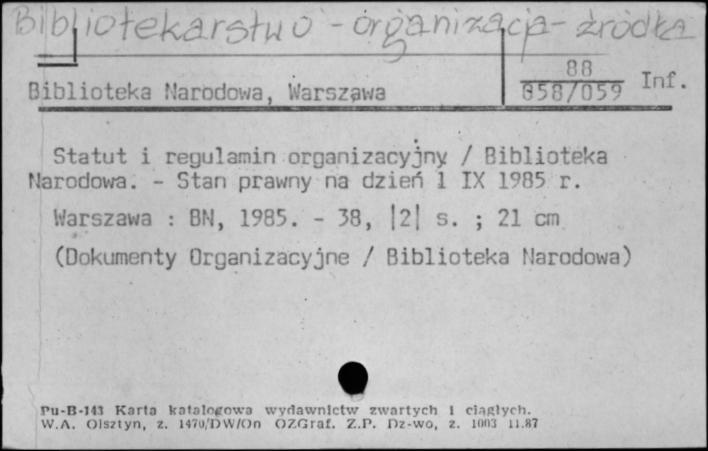 Bibliotekarstwo - organizacja - źródła
88
Biblioteka Narodowa, Warszawa 858/059 Inf.
Statut i regulamin organizacyjny / Biblioteka
Narodowa. - Stan prawny na dzień 1 IX 1985 r.
Warszawa : BN, 1985. - 38, |2| s. ; 21 cm
(Dokumenty Organizacyjne / Biblioteka Narodowa)
Pu-B-143 Karta katalogowa wydawnictw zwartych i ciągłych.
W.A. Olsztyn, z. 1470/DW/On OZGraf. Z.P. Dz-wo, z. 1003 11.87